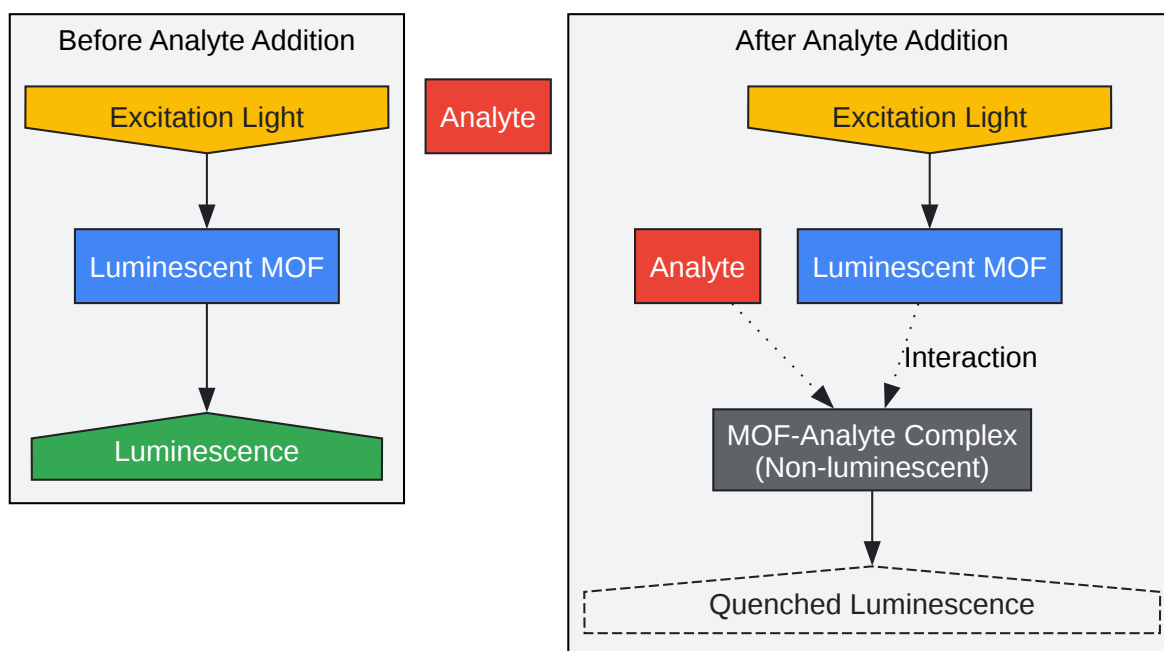 Before Analyte Addition
Excitation Light
Luminescent MOF
Luminescence
Analyte
After Analyte Addition
Excitation Light
Analyte
Luminescent MOF
Interaction
MOF-Analyte Complex
(Non-luminescent)
Quenched Luminescence